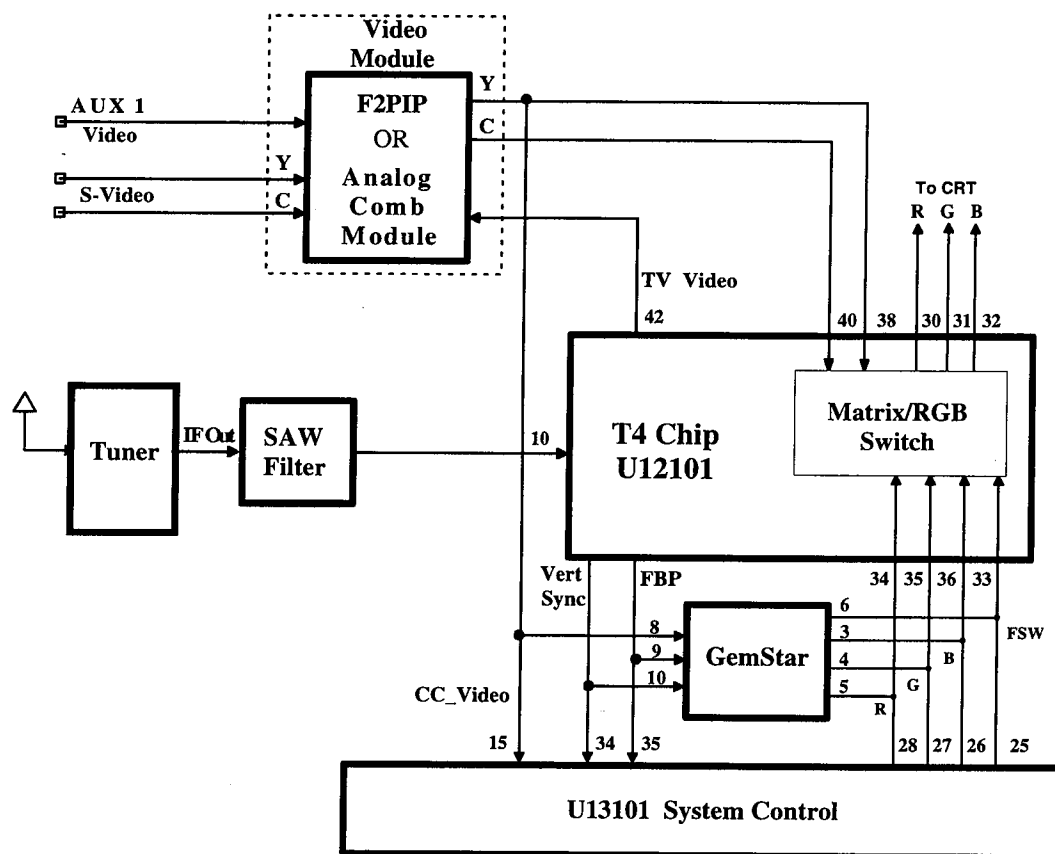 Video
Module
AUX 1
Video
Y
S-Video
C
F2PIP
OR
Analog
Comb
Module
Y
C
TV Video
42
To CRT
R G B
40 38 30 31 32
Tuner
IF Out
SAW
Filter
10
T4 Chip
U12101
Matrix/RGB
Switch
Vert
Sync
FBP
34 35 36 33
8
9
10
GemStar
6
3
4
5
FSW
B
G
R
CC_Video
15 34 35
28 27 26 25
U13101 System Control